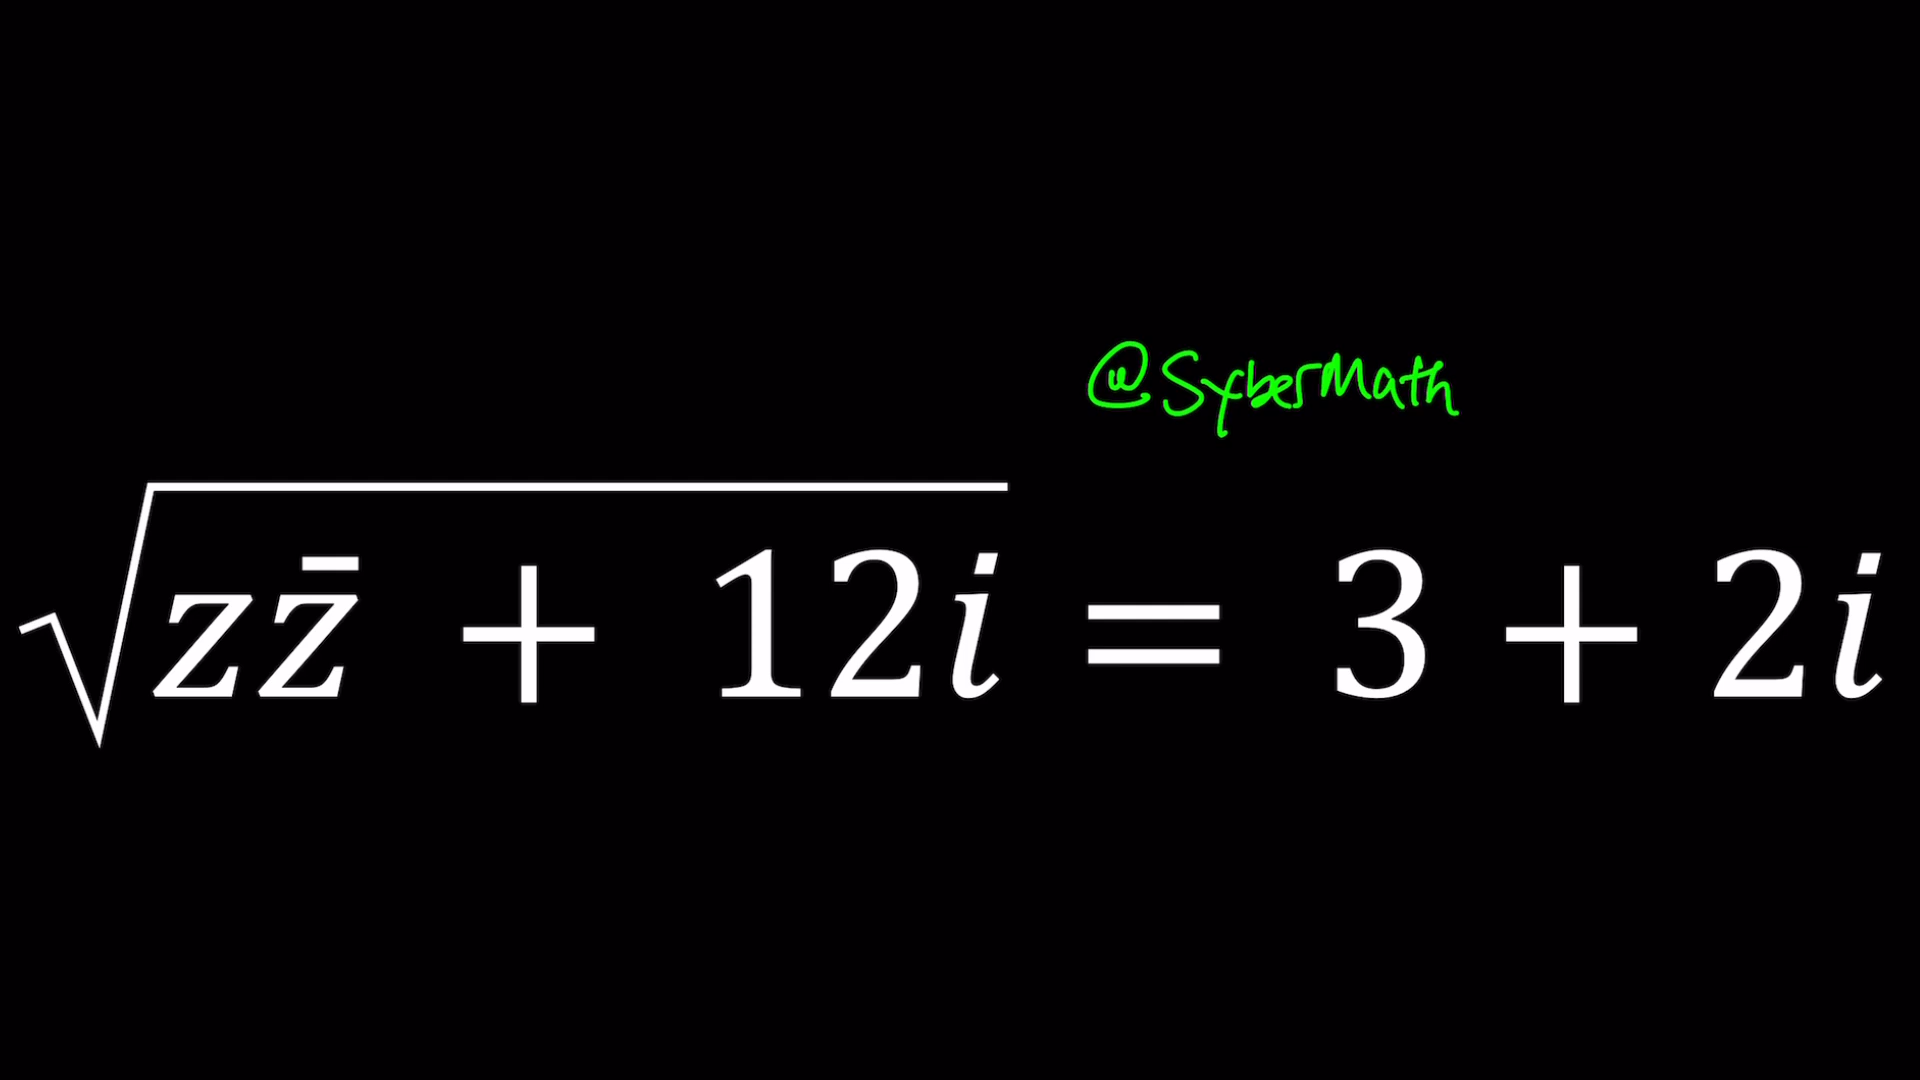 @SyberMath
√(zz̄ + 12i) = 3 + 2i